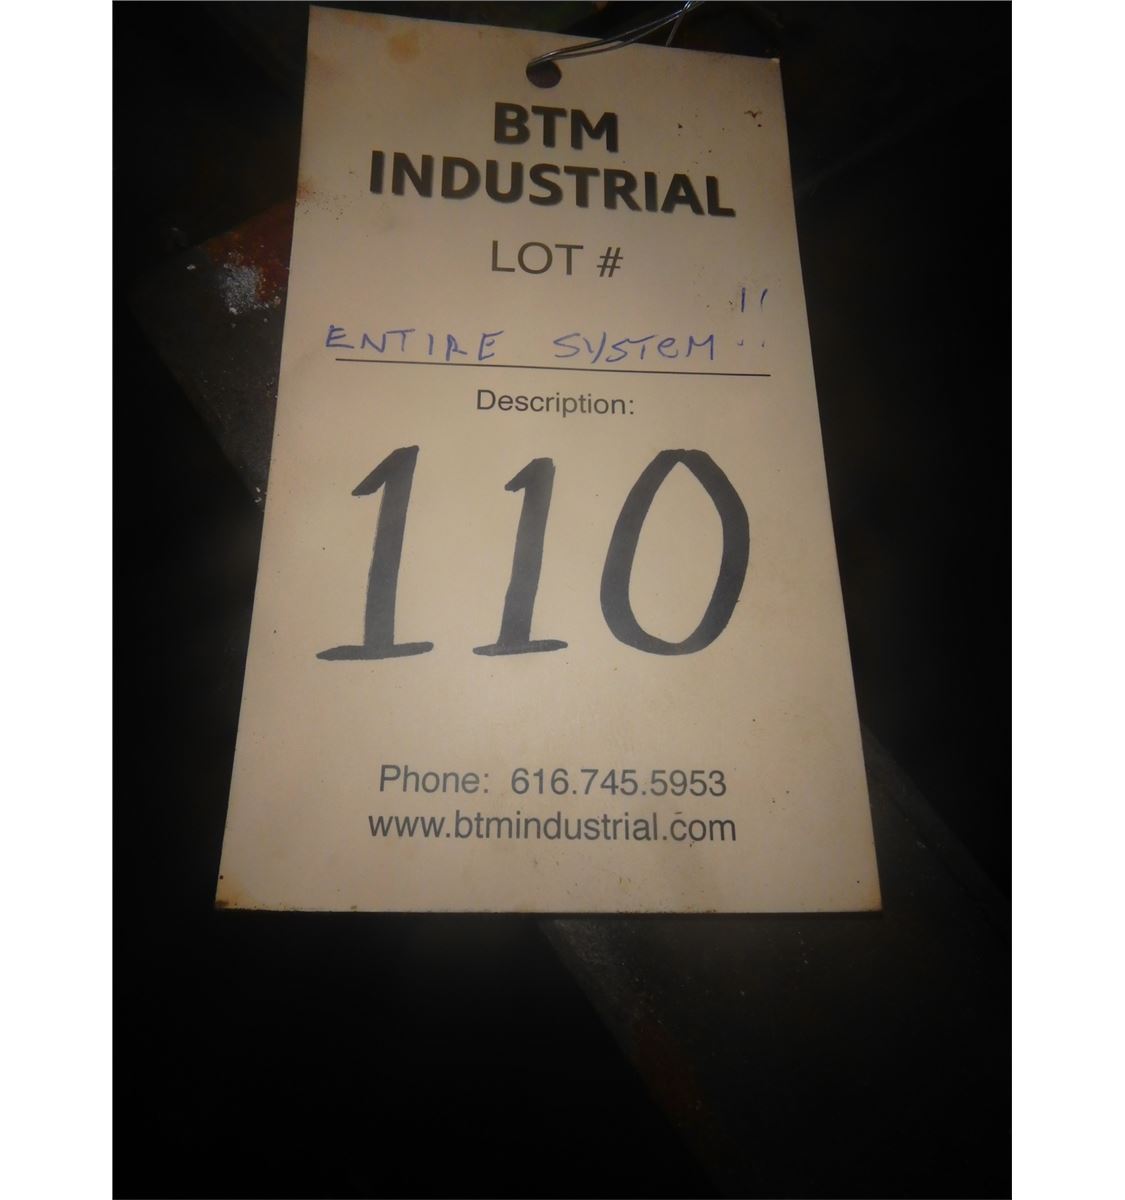 BTM
INDUSTRIAL
LOT #
ENTIRE SYSTEM!!
Description:
110
Phone: 616.745.5953
www.btmindustrial.com